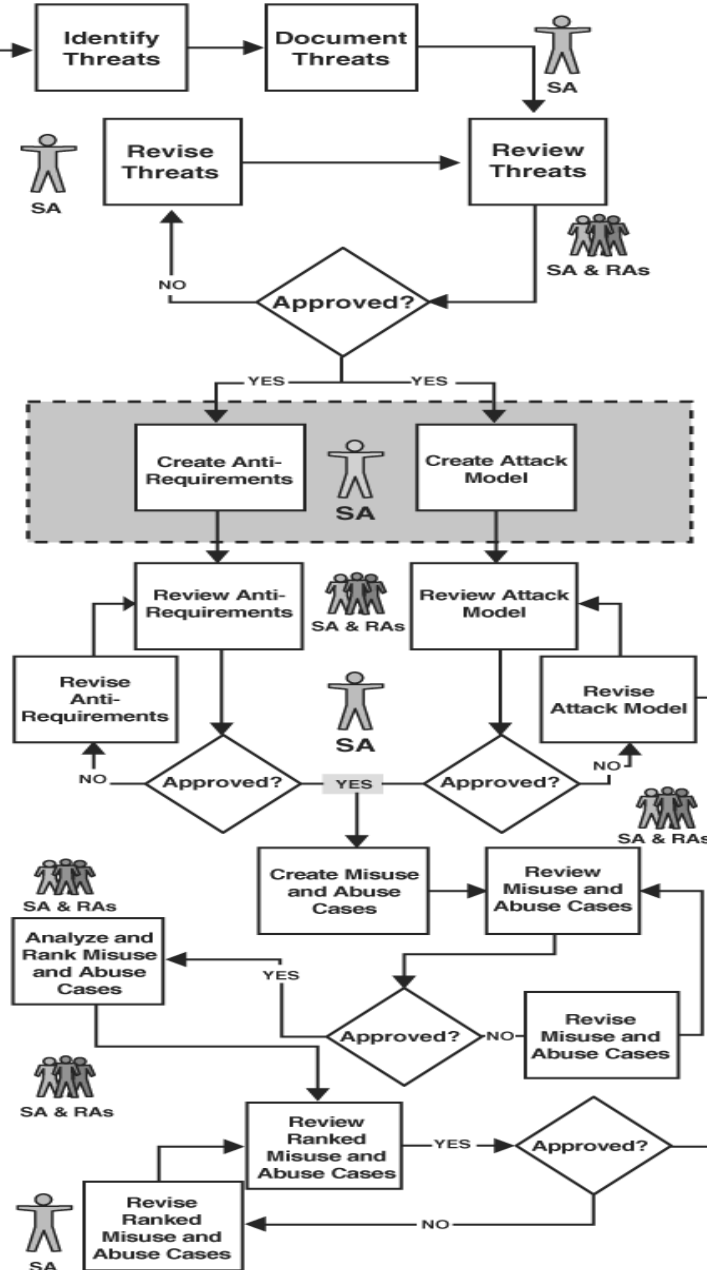 Identify
Threats
Document
Threats
SA
Revise
Threats
SA
Review
Threats
SA & RAs
NO
Approved?
YES
YES
Create Anti-
Requirements
SA
Create Attack
Model
Review Anti-
Requirements
SA & RAs
Review Attack
Model
Revise
Anti-
Requirements
SA
Revise
Attack Model
NO
Approved?
YES
Approved?
NO
SA & RAs
Create Misuse
and Abuse
Cases
Review
Misuse and
Abuse Cases
SA & RAs
Analyze and
Rank Misuse
and Abuse
Cases
YES
Approved?
NO
Revise
Misuse and
Abuse Cases
SA & RAs
Review
Ranked
Misuse and
Abuse Cases
YES
Approved?
Revise
Ranked
Misuse and
Abuse Cases
NO
SA